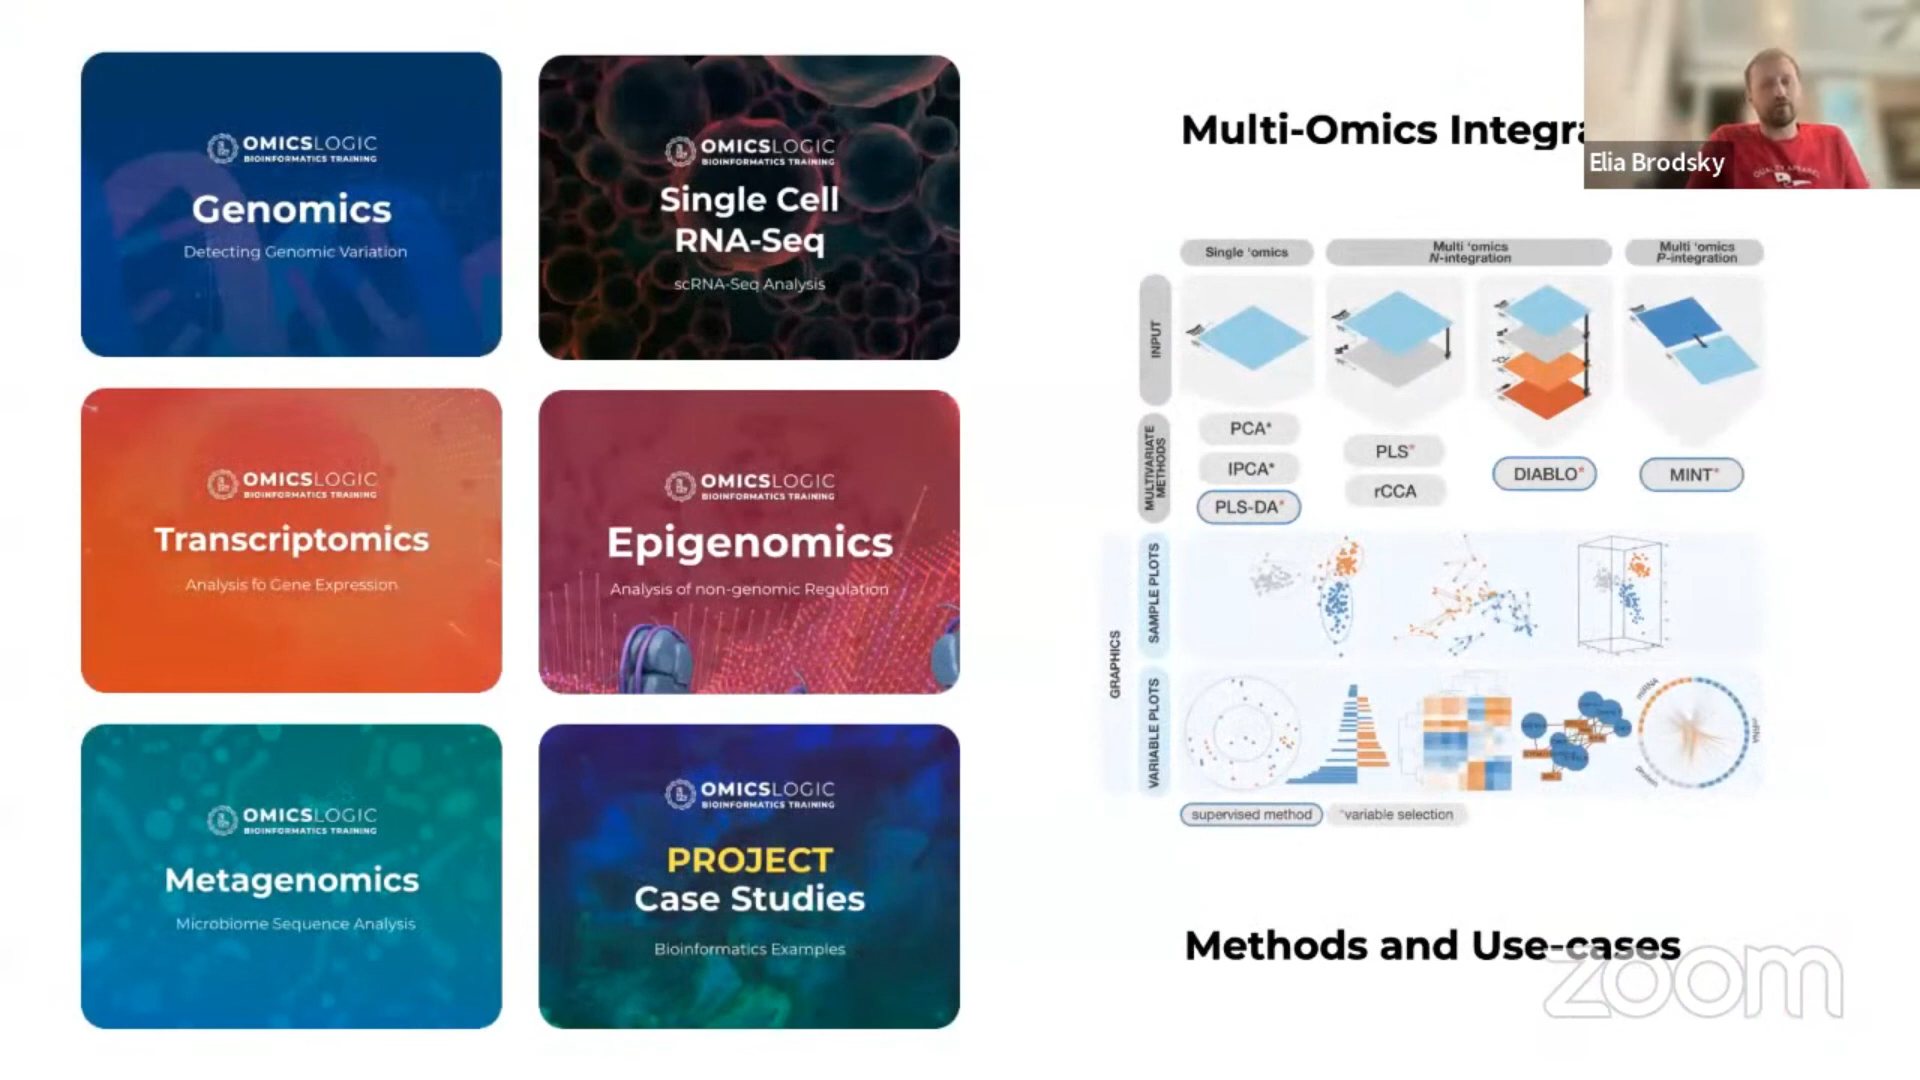 OMICSLOGIC
BIOINFORMATICS TRAINING
Genomics
Detecting Genomic Variation
OMICSLOGIC
BIOINFORMATICS TRAINING
Single Cell
RNA-Seq
scRNA-Seq Analysis
OMICSLOGIC
BIOINFORMATICS TRAINING
Transcriptomics
Analysis fo Gene Expression
OMICSLOGIC
BIOINFORMATICS TRAINING
Epigenomics
Analysis of non-genomic Regulation
OMICSLOGIC
BIOINFORMATICS TRAINING
Metagenomics
Microbiome Sequence Analysis
OMICSLOGIC
BIOINFORMATICS TRAINING
PROJECT
Case Studies
Bioinformatics Examples
Multi-Omics Integra
Elia Brodsky
Single 'omics
Multi 'omics
N-integration
Multi 'omics
P-integration
INPUT
MULTIVARIATE
METHODS
PCA*
IPCA*
PLS-DA*
PLS*
rCCA
DIABLO*
MINT*
GRAPHICS
SAMPLE PLOTS
VARIABLE PLOTS
mRNA
protein
supervised method
*variable selection
Methods and Use-cases
zoom